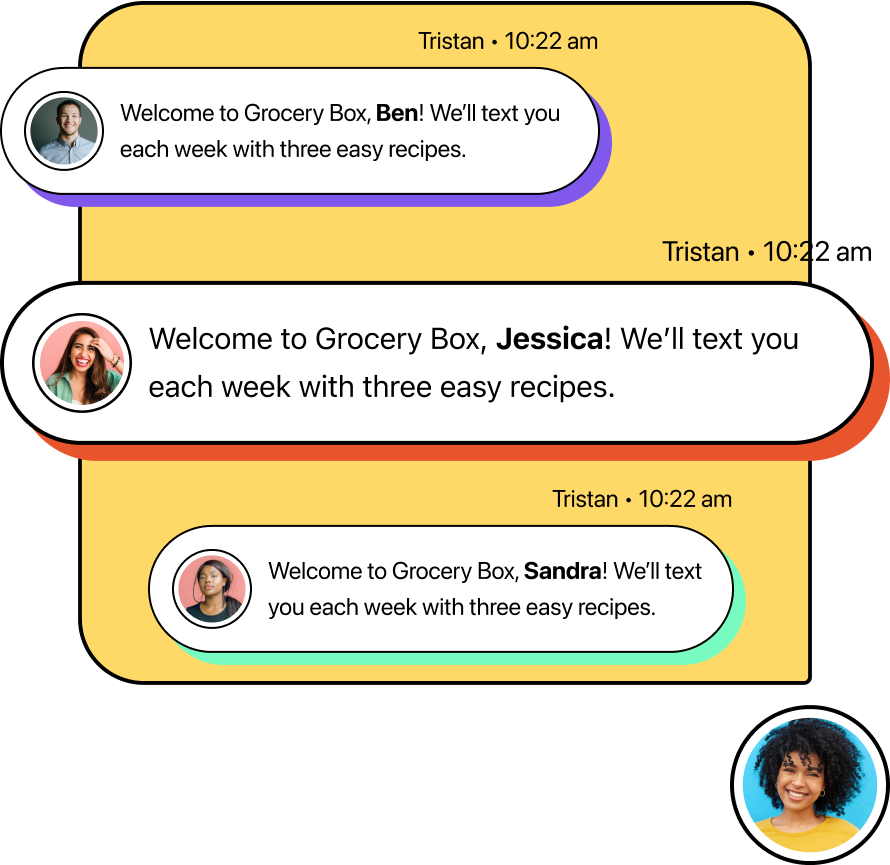 Tristan • 10:22 am
Welcome to Grocery Box, Ben! We’ll text you
each week with three easy recipes.
Tristan • 10:22 am
Welcome to Grocery Box, Jessica! We’ll text you
each week with three easy recipes.
Tristan • 10:22 am
Welcome to Grocery Box, Sandra! We’ll text
you each week with three easy recipes.